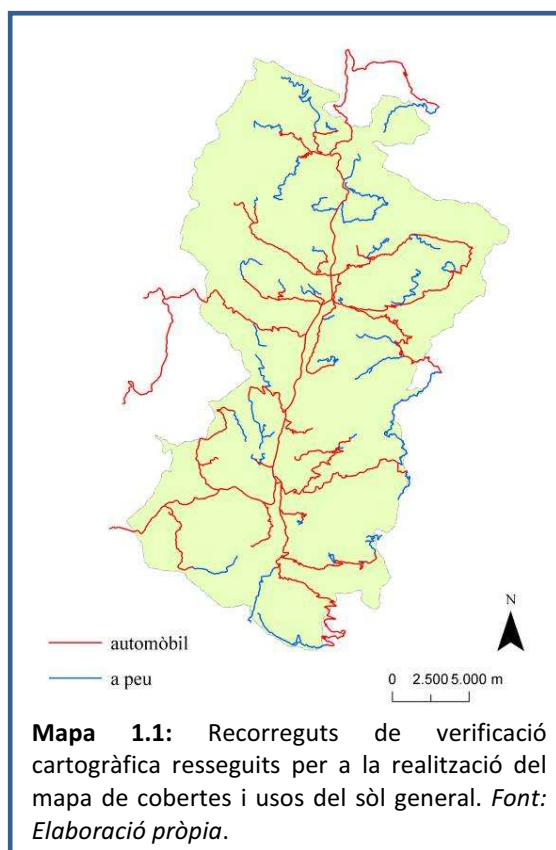 N
automòbil
a peu
0 2.500 5.000 m
Mapa 1.1: Recorreguts de verificació
cartogràfica resseguits per a la realització del
mapa de cobertes i usos del sòl general. Font:
Elaboració pròpia.